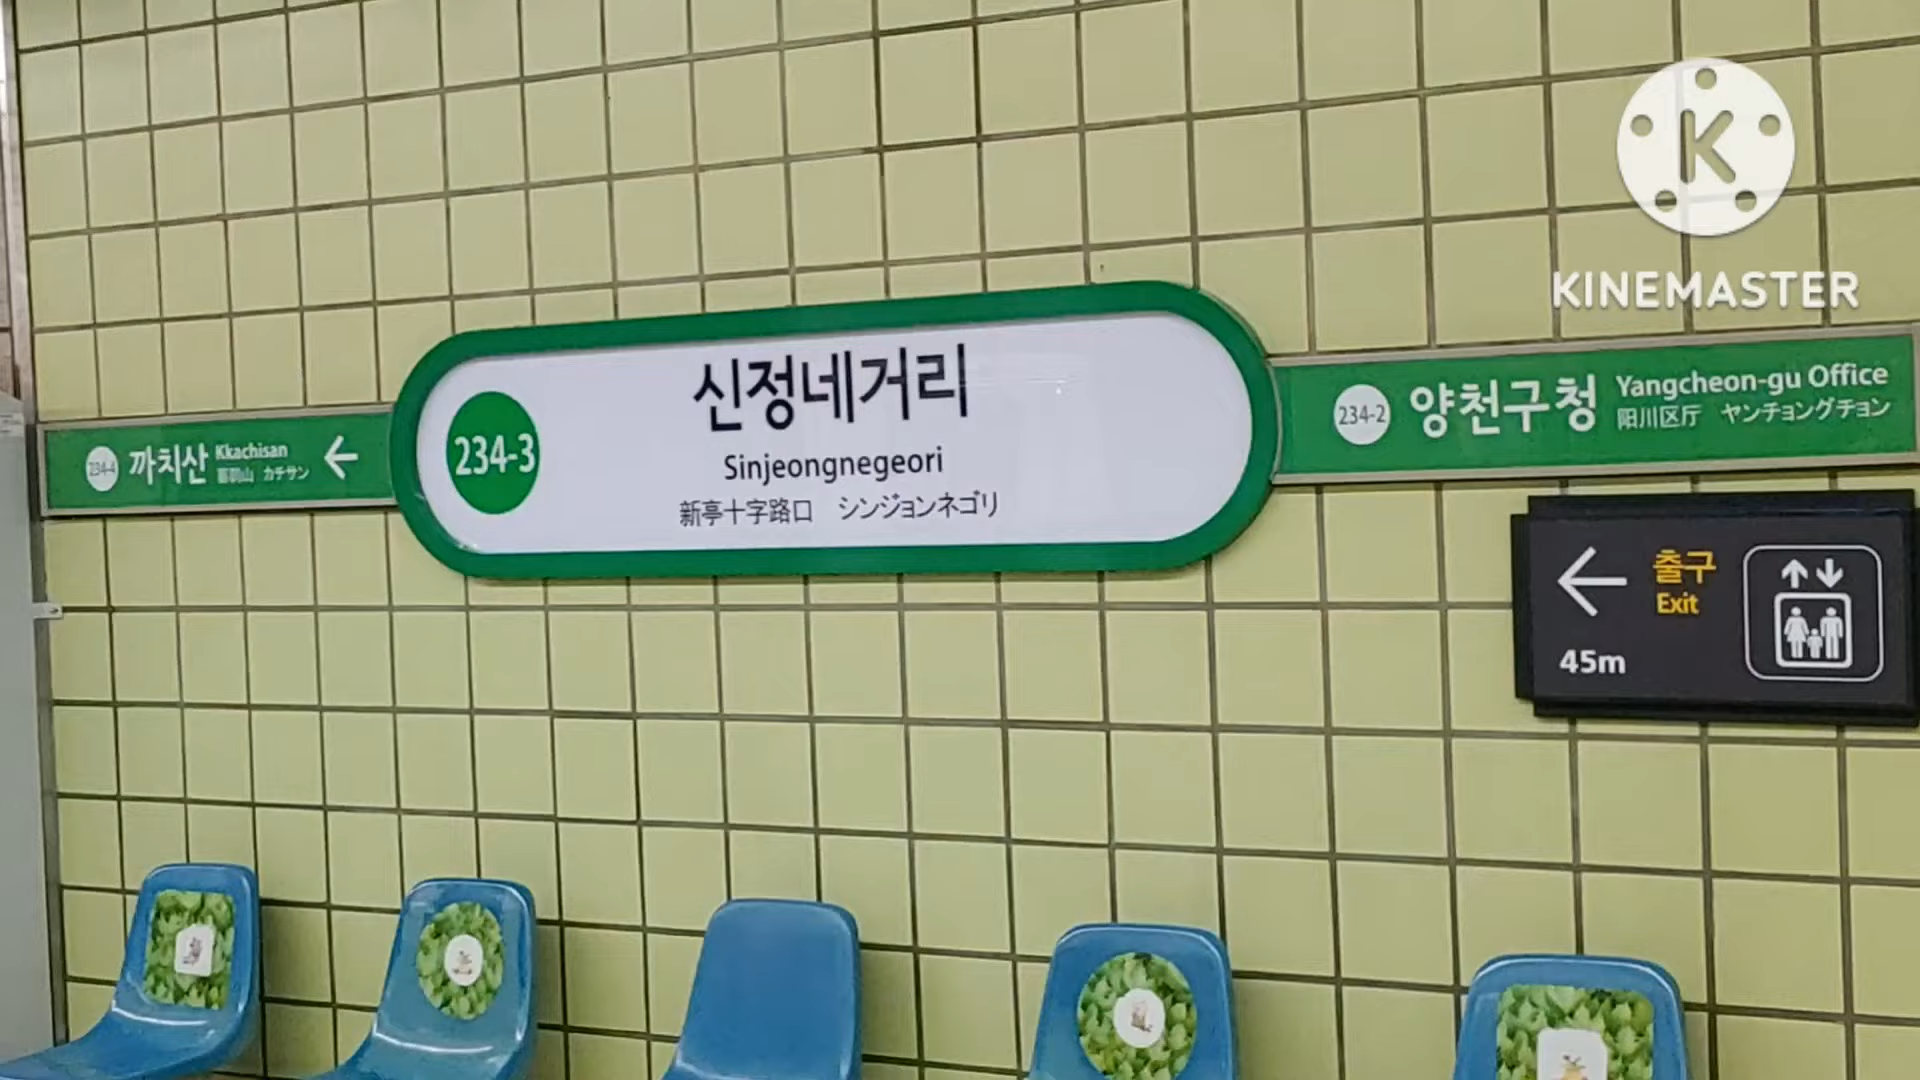 K
KINEMASTER
234-4 까치산 Kkachisan
喜鹊山 カチサン
234-3
신정네거리
Sinjeongnegeori
新亭十字路口 シンジョンネゴリ
234-2 양천구청 Yangcheon-gu Office
阳川区厅 ヤンチョングチョン
출구
Exit
45m